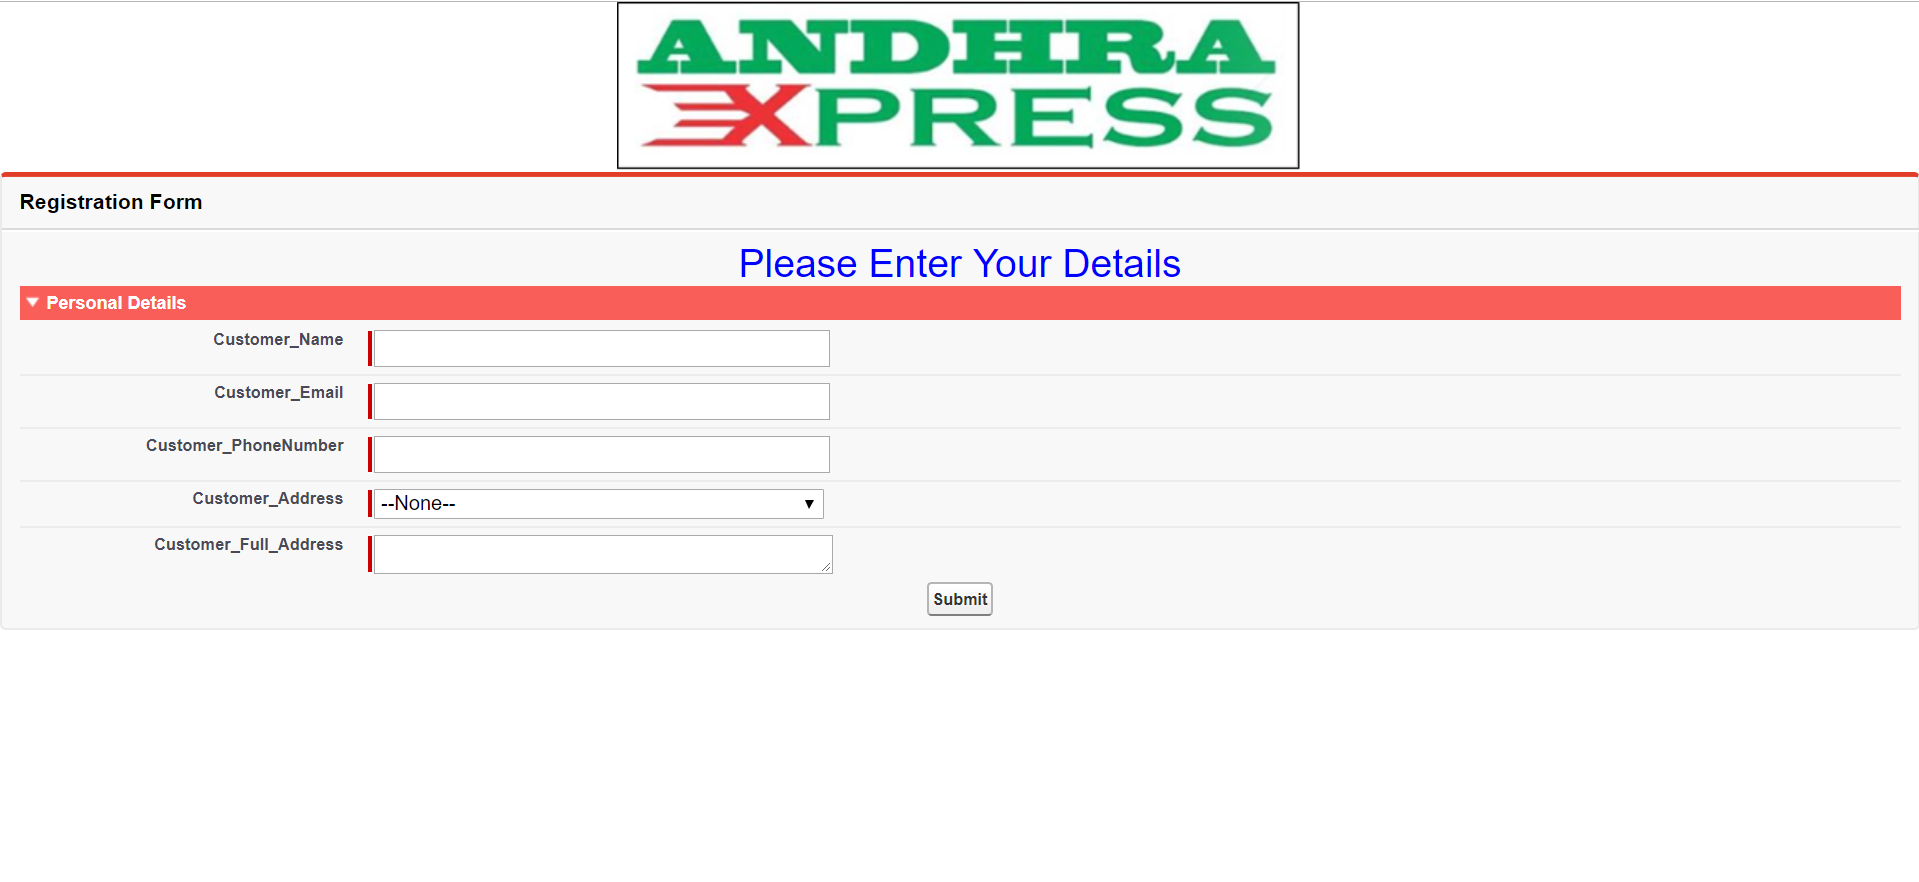 ANDHRA
XPRESS
Registration Form
Please Enter Your Details
Personal Details
Customer_Name
Customer_Email
Customer_PhoneNumber
Customer_Address --None--
Customer_Full_Address
Submit